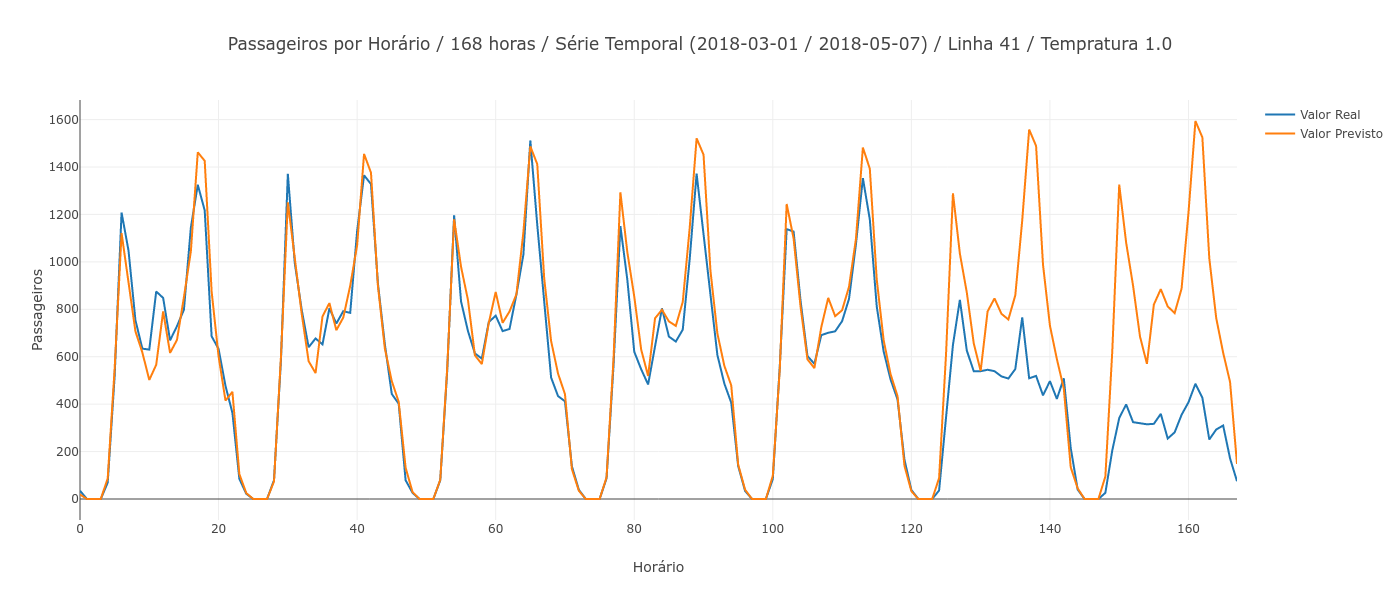 Passageiros por Horário / 168 horas / Série Temporal (2018-03-01 / 2018-05-07) / Linha 41 / Tempratura 1.0
Valor Real
Valor Previsto
Passageiros
1600
1400
1200
1000
800
600
400
200
0
0 20 40 60 80 100 120 140 160
Horário